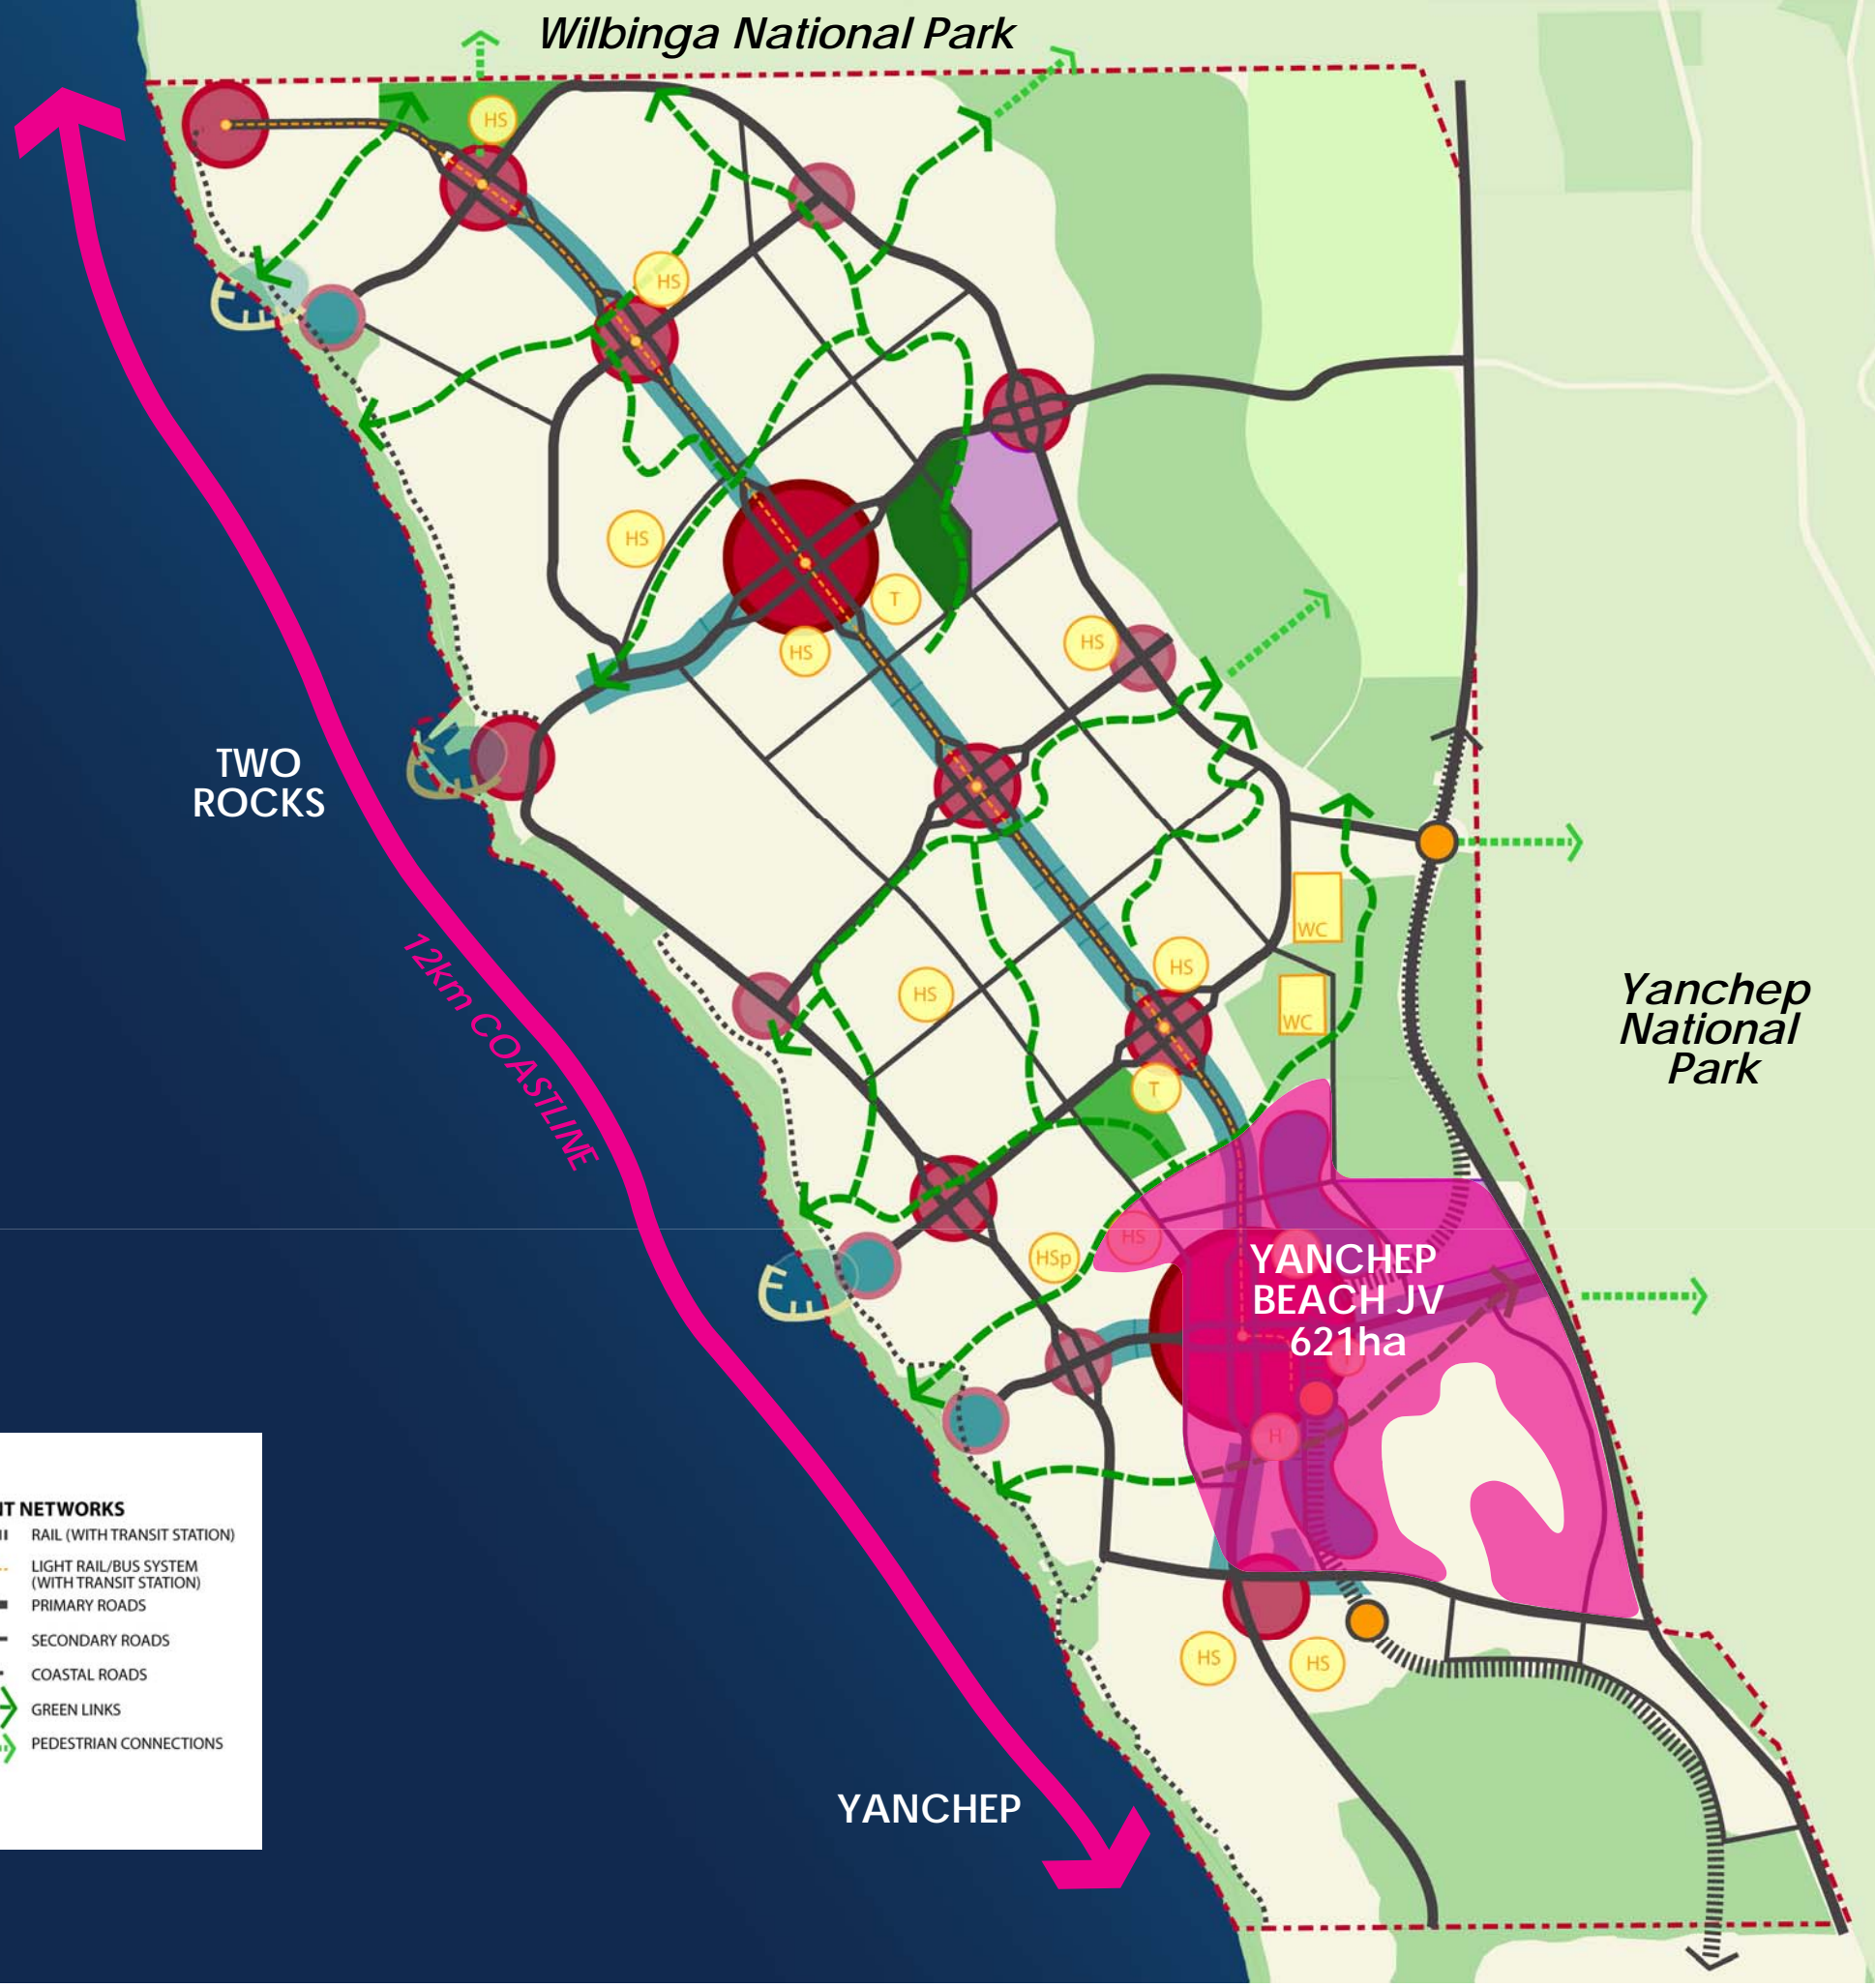 Wilbinga National Park
HS
HS
HS
T
HS
HS
TWO
ROCKS
WC
12km COASTLINE
HS
HS
WC
Yanchep
National
Park
T
HS
HSp
YANCHEP
BEACH JV
621ha
H
HS
HS
YANCHEP
IT NETWORKS
RAIL (WITH TRANSIT STATION)
LIGHT RAIL/BUS SYSTEM
(WITH TRANSIT STATION)
PRIMARY ROADS
SECONDARY ROADS
COASTAL ROADS
GREEN LINKS
PEDESTRIAN CONNECTIONS